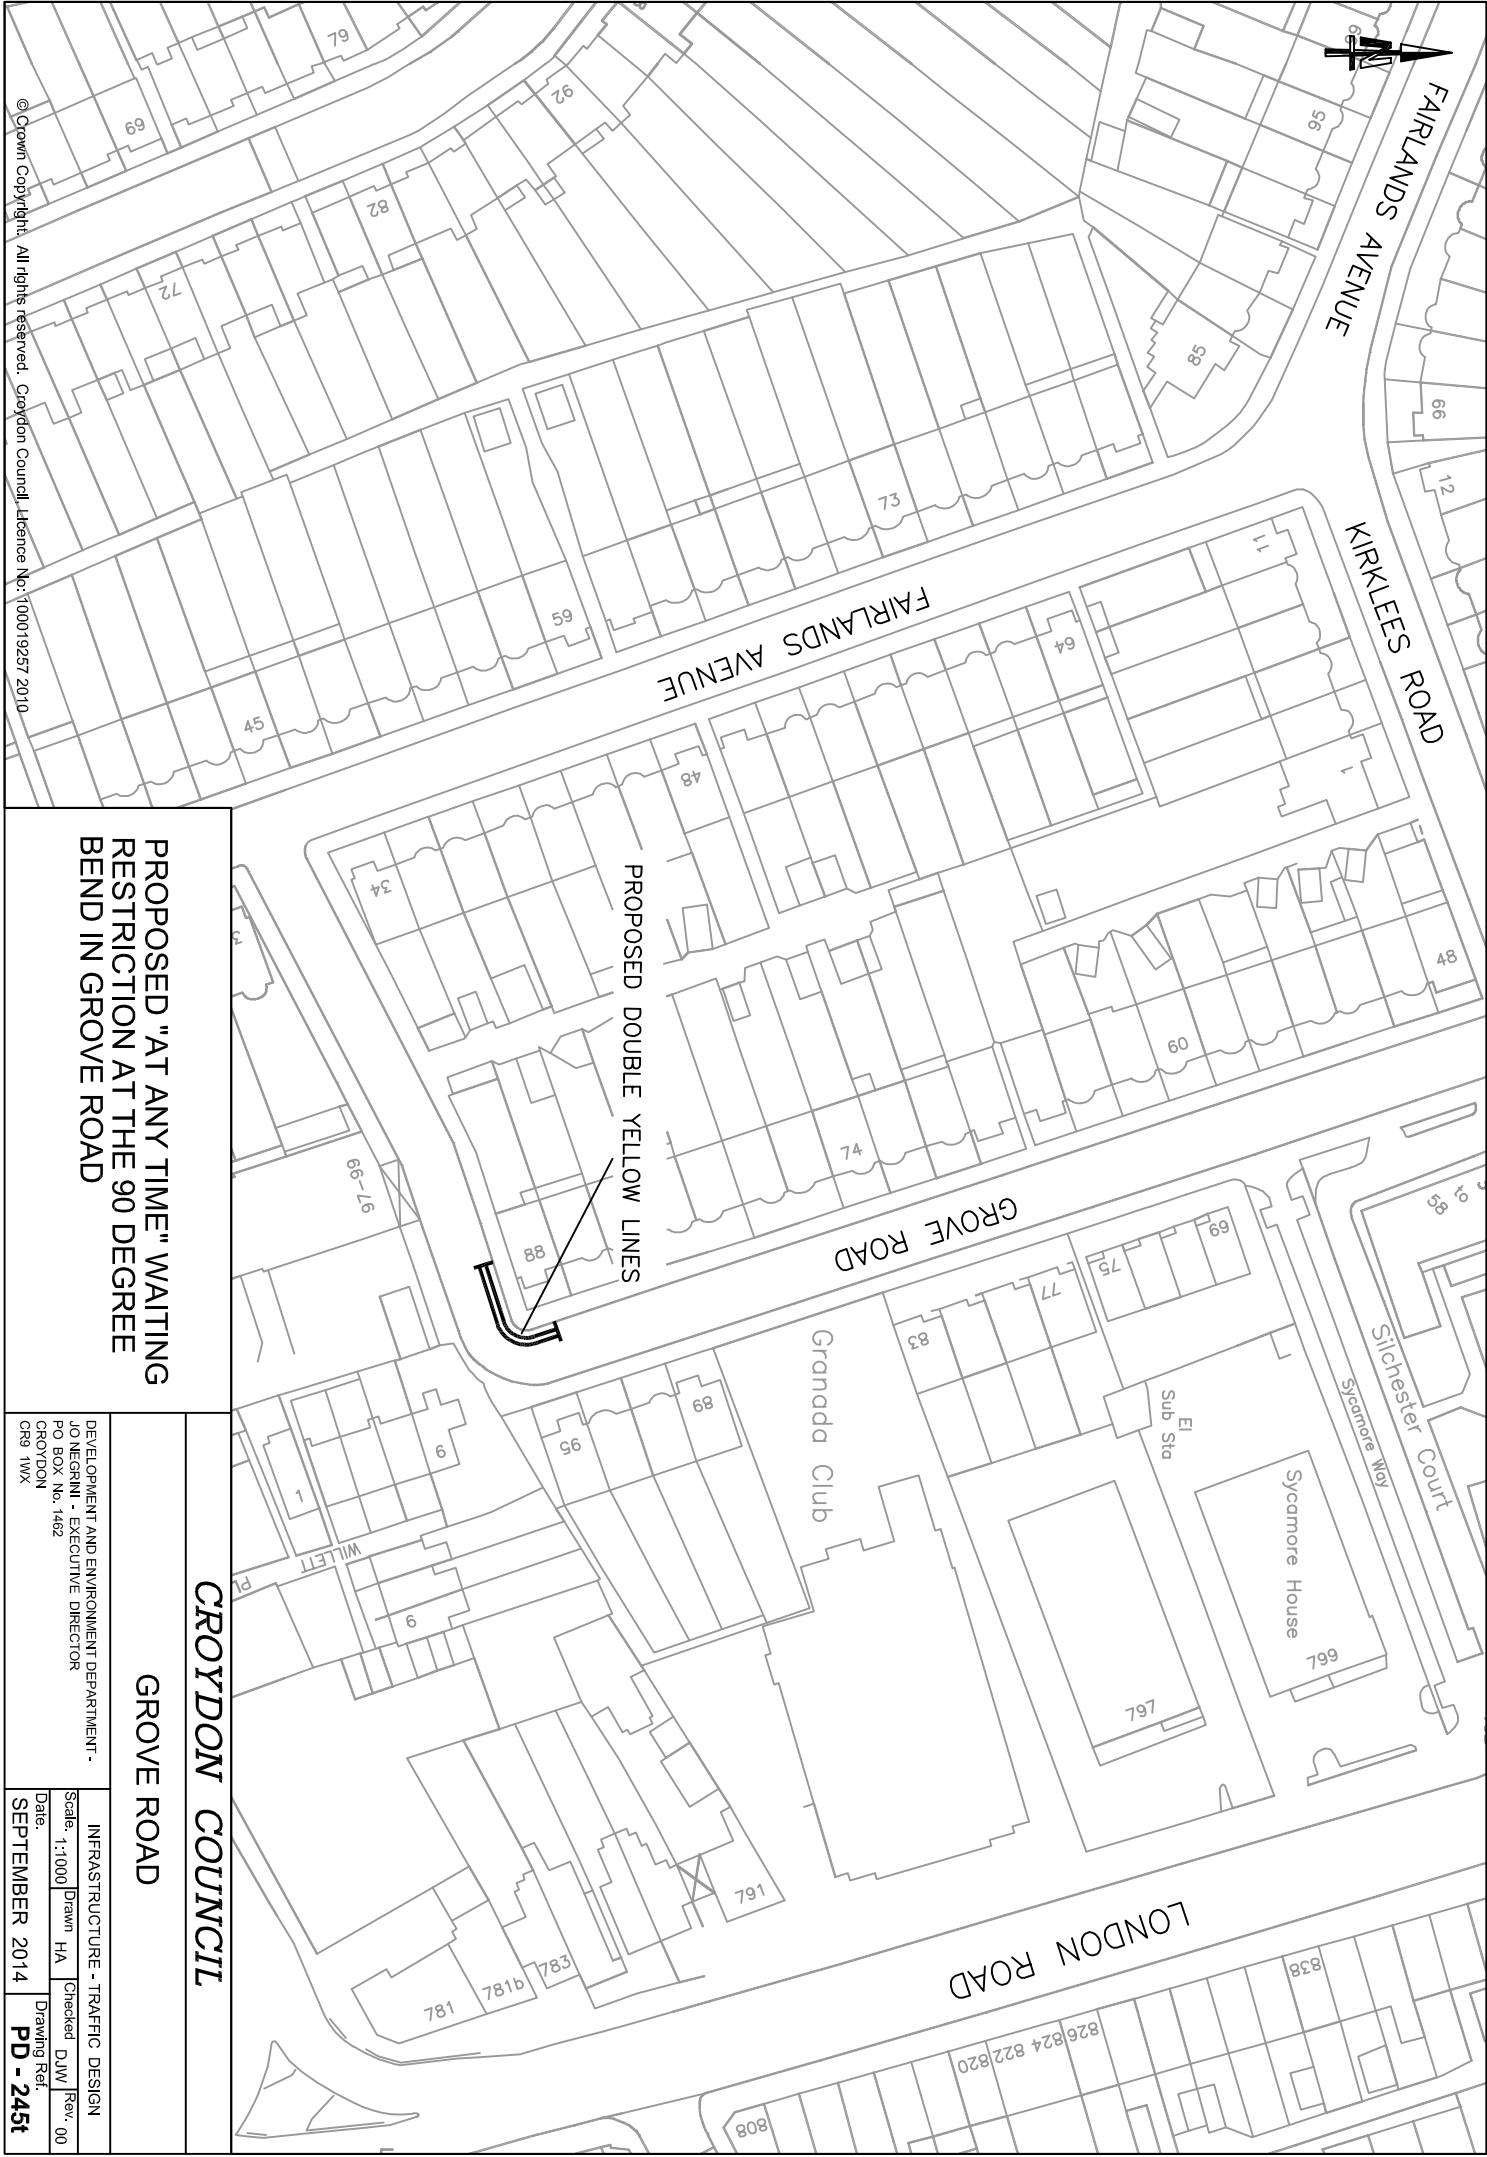 FAIRLANDS AVENUE
KIRKLEES ROAD
FAIRLANDS AVENUE
GROVE ROAD
LONDON ROAD
PROPOSED DOUBLE YELLOW LINES
N
79
69
92
82
72
95
85
66
12
73
59
45
11
1
64
48
34
3
48
60
74
88
97-99
58
69
75
77
83
89
95
Silchester Court
Sycamore Way
Sycamore House
El
Sub Sta
Granada Club
799
797
791
783
781b
781
9
1
WILLETT
PL
6
838
826
824
822
820
808
© Crown Copyright. All rights reserved. Croydon Council, Licence No: 100019257 2010
PROPOSED "AT ANY TIME" WAITING
RESTRICTION AT THE 90 DEGREE
BEND IN GROVE ROAD
CROYDON COUNCIL
GROVE ROAD
DEVELOPMENT AND ENVIRONMENT DEPARTMENT -
JO NEGRINI - EXECUTIVE DIRECTOR
PO BOX No. 1462
CROYDON
CR9 1WX
INFRASTRUCTURE - TRAFFIC DESIGN
Scale. 1:1000 Drawn HA Checked DJW Rev. 00
Date.
SEPTEMBER 2014
Drawing Ref.
PD - 245t